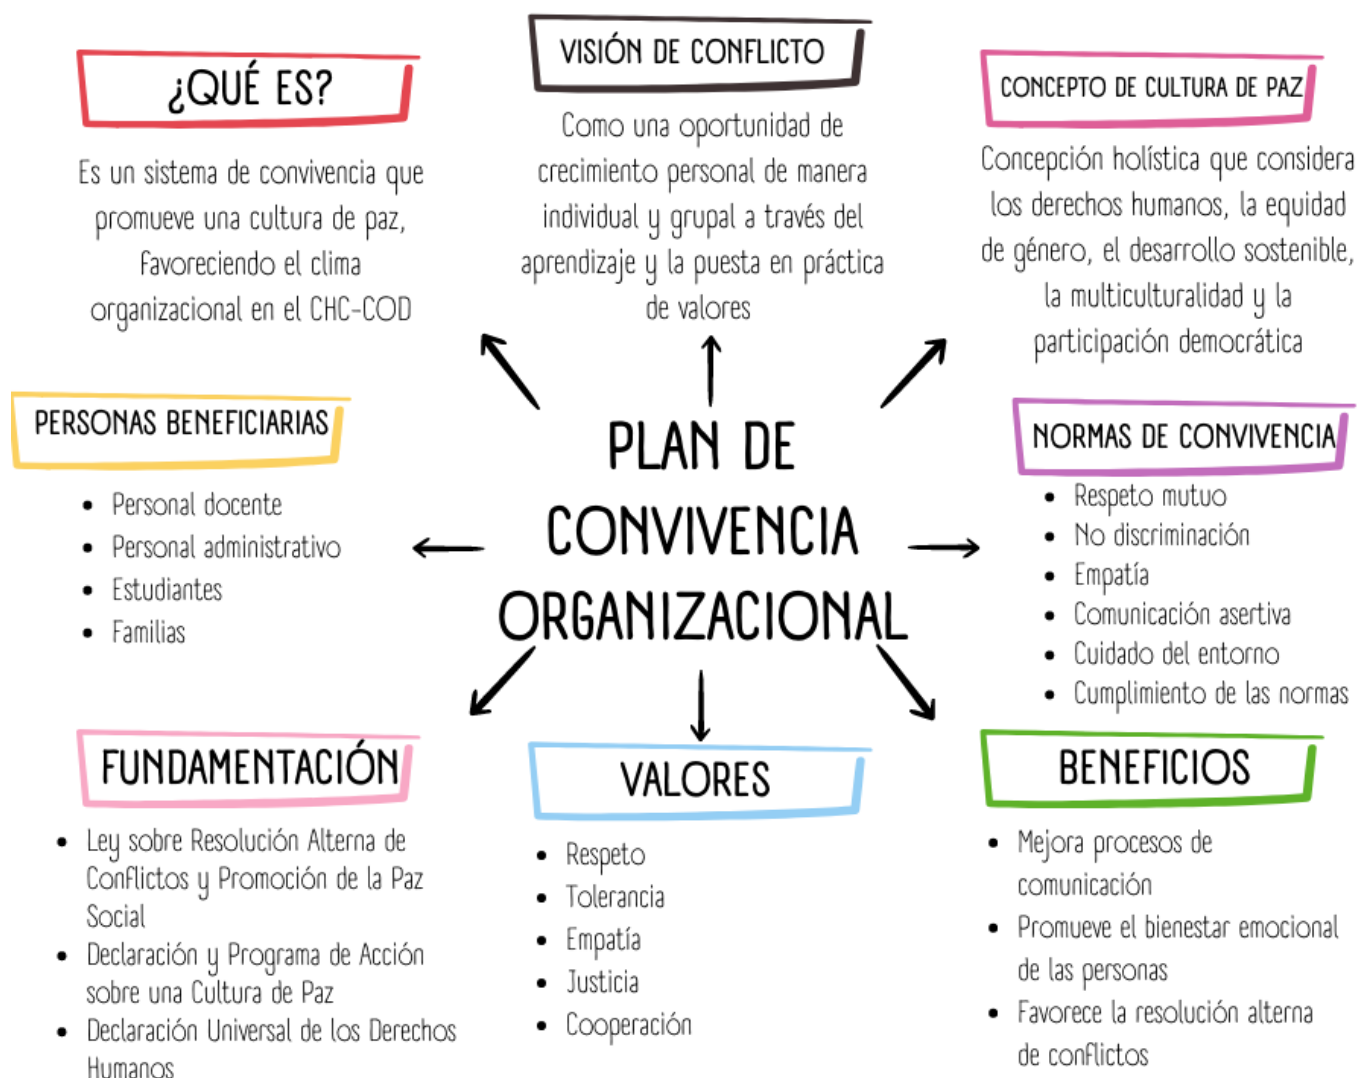 ¿QUÉ ES?
Es un sistema de convivencia que
promueve una cultura de paz,
favoreciendo el clima
organizacional en el CHC-COD
VISIÓN DE CONFLICTO
Como una oportunidad de
crecimiento personal de manera
individual y grupal a través del
aprendizaje y la puesta en práctica
de valores
CONCEPTO DE CULTURA DE PAZ
Concepción holística que considera
los derechos humanos, la equidad
de género, el desarrollo sostenible,
la multiculturalidad y la
participación democrática
PERSONAS BENEFICIARIAS
• Personal docente
• Personal administrativo
• Estudiantes
• Familias
PLAN DE
CONVIVENCIA
ORGANIZACIONAL
NORMAS DE CONVIVENCIA
• Respeto mutuo
• No discriminación
• Empatía
• Comunicación asertiva
• Cuidado del entorno
• Cumplimiento de las normas
FUNDAMENTACIÓN
• Ley sobre Resolución Alterna de
Conflictos y Promoción de la Paz
Social
• Declaración y Programa de Acción
sobre una Cultura de Paz
• Declaración Universal de los Derechos
Humanos
VALORES
• Respeto
• Tolerancia
• Empatía
• Justicia
• Cooperación
BENEFICIOS
• Mejora procesos de
comunicación
• Promueve el bienestar emocional
de las personas
• Favorece la resolución alterna
de conflictos